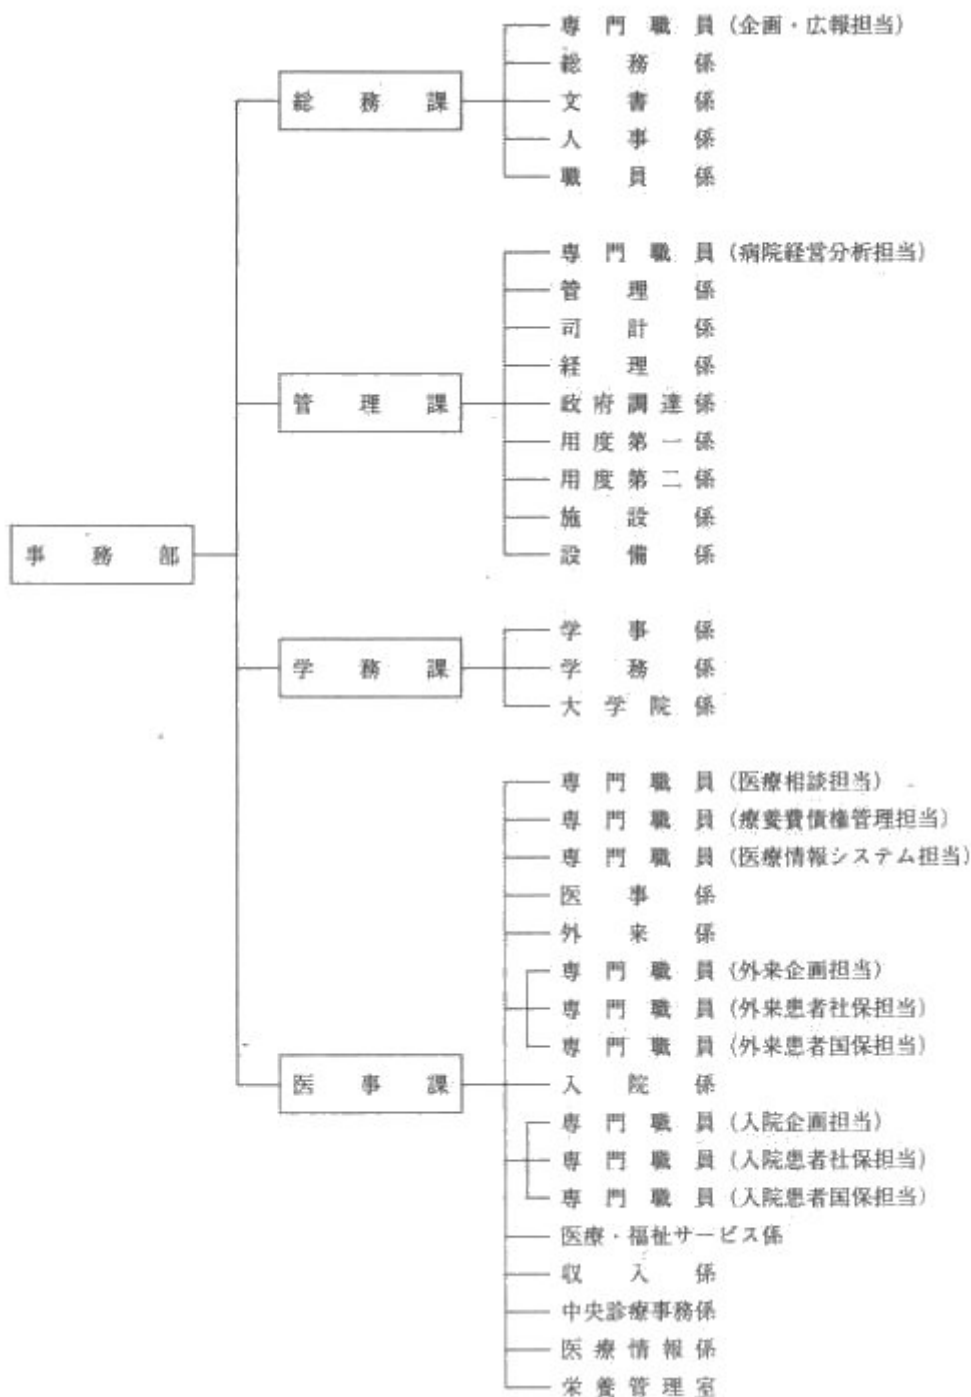 事務部
総務課
専門職員(企画・広報担当)
総務係
文書係
人事係
職員係
管理課
専門職員(病院経営分析担当)
管理係
司計係
経理係
政府調達係
用度第一係
用度第二係
施設係
設備係
学務課
学事係
学務係
大学院係
医事課
専門職員(医療相談担当)
専門職員(療養費債権管理担当)
専門職員(医療情報システム担当)
医事係
外来係
専門職員(外来企画担当)
専門職員(外来患者社保担当)
専門職員(外来患者国保担当)
入院係
専門職員(入院企画担当)
専門職員(入院患者社保担当)
専門職員(入院患者国保担当)
医療・福祉サービス係
収入係
中央診療事務係
医療情報係
栄養管理室